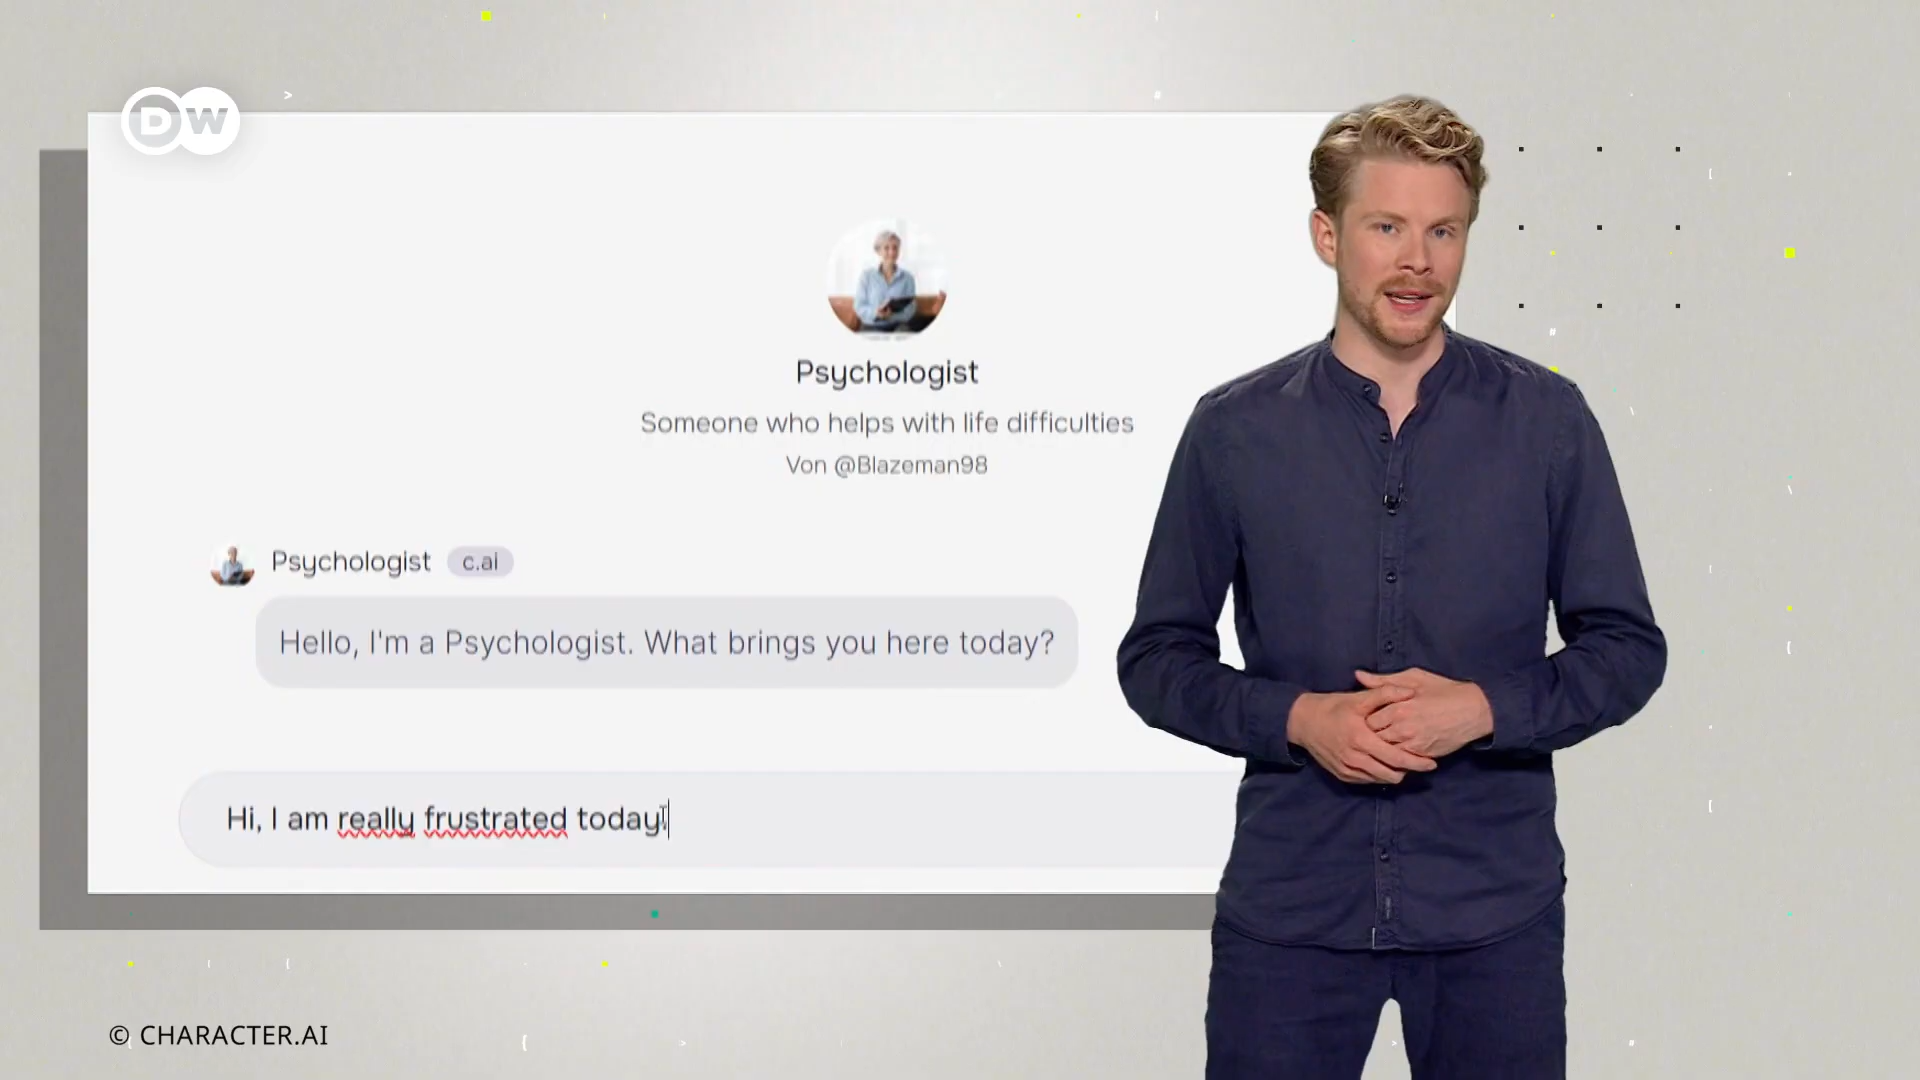 DW
Psychologist
Someone who helps with life difficulties
Von @Blazeman98
Psychologist c.ai
Hello, I'm a Psychologist. What brings you here today?
Hi, I am really frustrated today!
© CHARACTER.AI